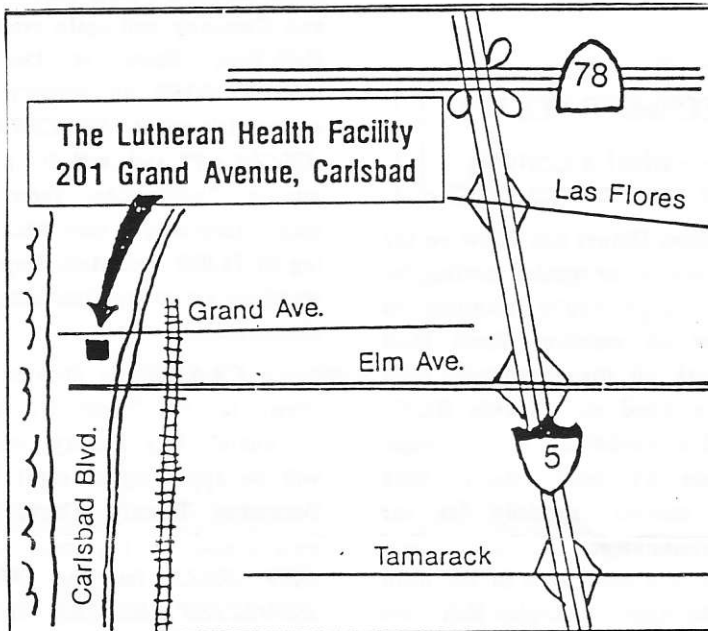 78
The Lutheran Health Facility
201 Grand Avenue, Carlsbad
Las Flores
Grand Ave.
Elm Ave.
5
Carlsbad Blvd.
Tamarack